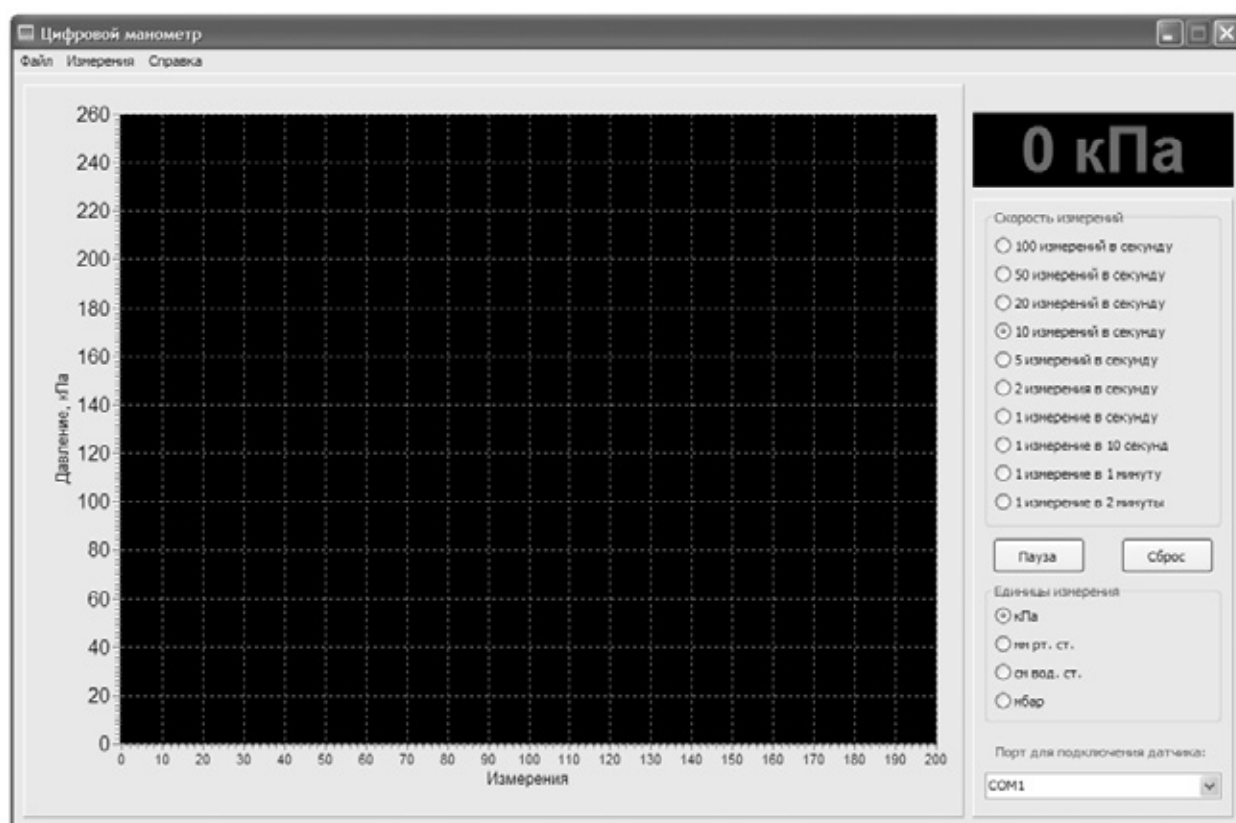 Цифровой манометр
Файл Измерения Справка
Давление, кПа
260
240
220
200
180
160
140
120
100
80
60
40
20
0
0 10 20 30 40 50 60 70 80 90 100 110 120 130 140 150 160 170 180 190 200
Измерения
0 кПа
Скорость измерений
100 измерений в секунду
50 измерений в секунду
20 измерений в секунду
10 измерений в секунду
5 измерений в секунду
2 измерения в секунду
1 измерение в секунду
1 измерение в 10 секунд
1 измерение в 1 минуту
1 измерение в 2 минуты
Пауза Сброс
Единицы измерения
кПа
мм рт. ст.
см вод. ст.
мбар
Порт для подключения датчика:
COM1